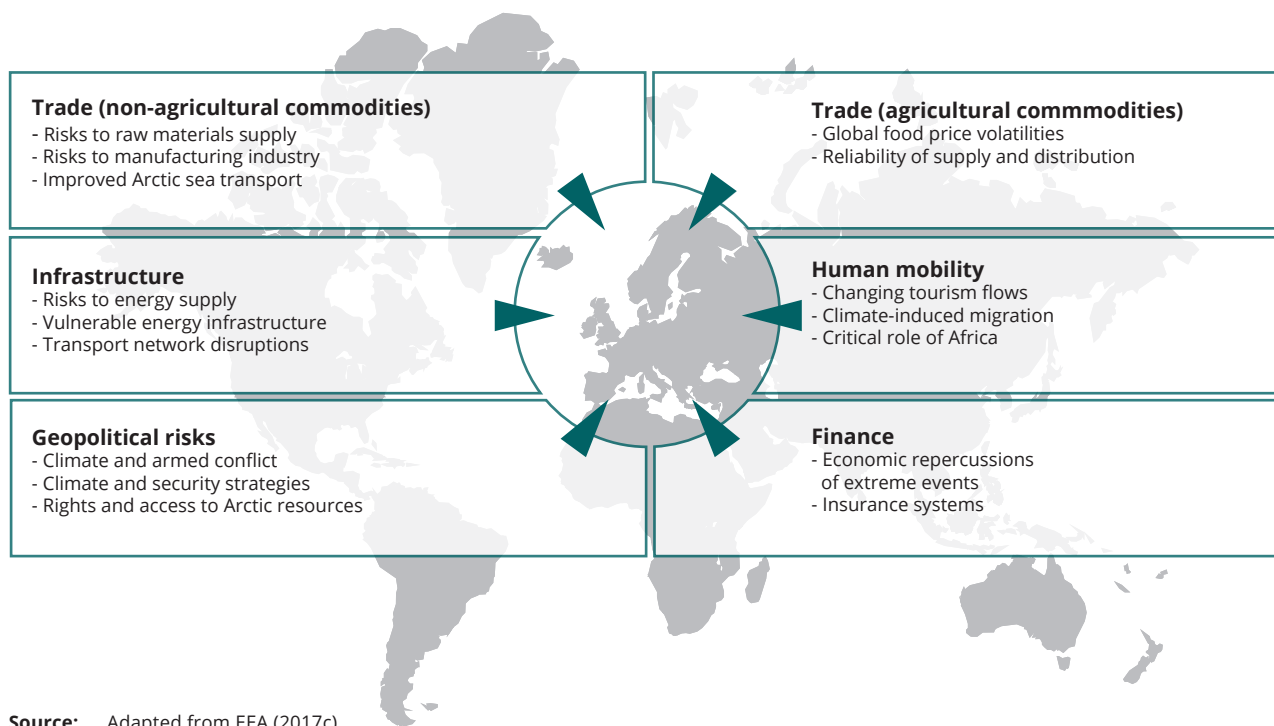 Trade (non-agricultural commodities)
- Risks to raw materials supply
- Risks to manufacturing industry
- Improved Arctic sea transport
Trade (agricultural commmodities)
- Global food price volatilities
- Reliability of supply and distribution
Infrastructure
- Risks to energy supply
- Vulnerable energy infrastructure
- Transport network disruptions
Human mobility
- Changing tourism flows
- Climate-induced migration
- Critical role of Africa
Geopolitical risks
- Climate and armed conflict
- Climate and security strategies
- Rights and access to Arctic resources
Finance
- Economic repercussions
of extreme events
- Insurance systems
Source: Adapted from EEA (2017c)